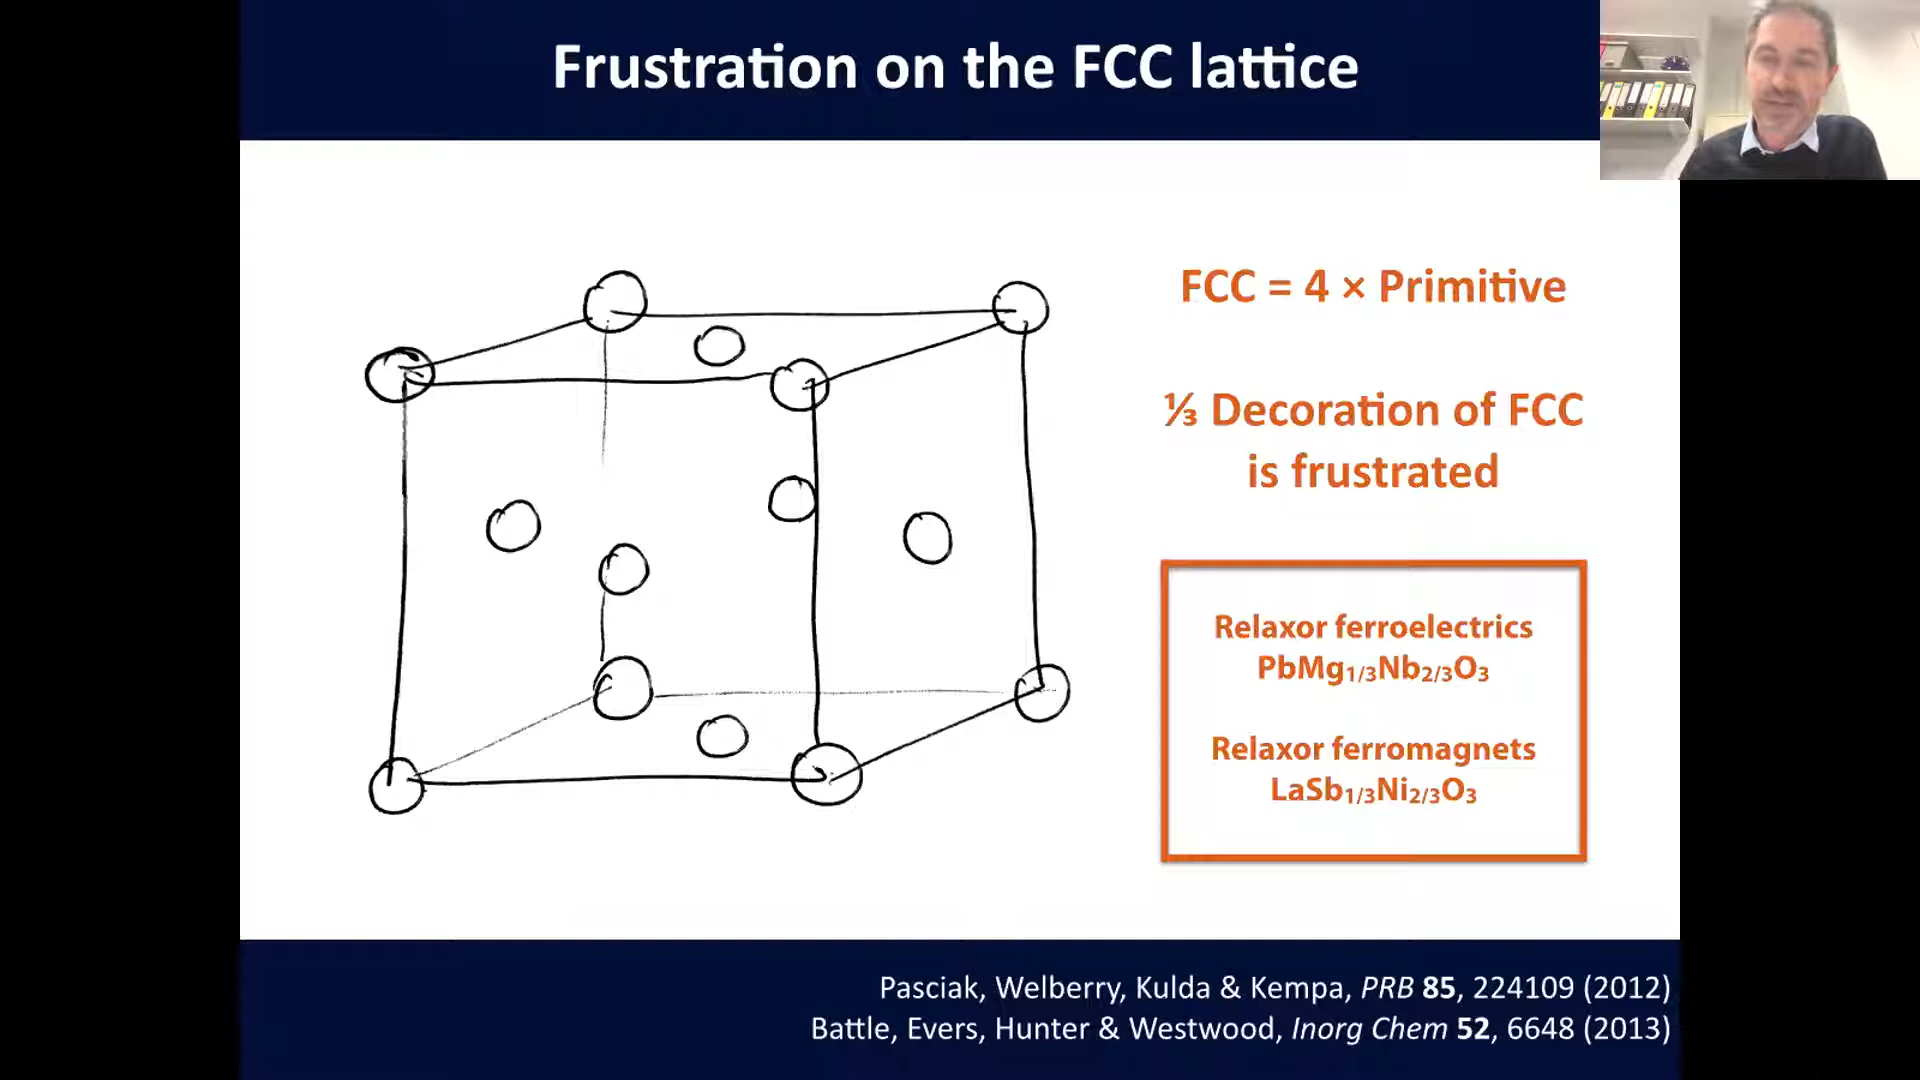 Frustration on the FCC lattice
FCC = 4 × Primitive
⅓ Decoration of FCC
is frustrated
Relaxor ferroelectrics
PbMg₁/₃Nb₂/₃O₃
Relaxor ferromagnets
LaSb₁/₃Ni₂/₃O₃
Pasciak, Welberry, Kulda & Kempa, PRB 85, 224109 (2012)
Battle, Evers, Hunter & Westwood, Inorg Chem 52, 6648 (2013)